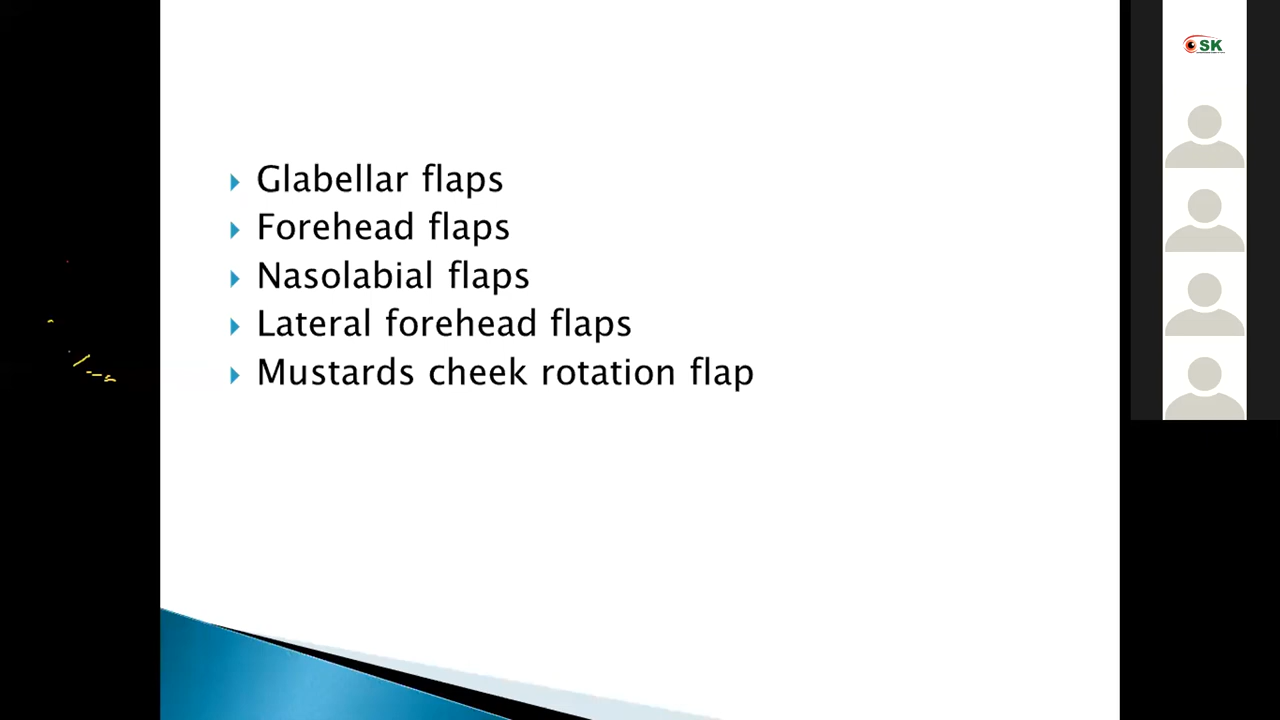 Glabellar flaps
Forehead flaps
Nasolabial flaps
Lateral forehead flaps
Mustards cheek rotation flap
SK